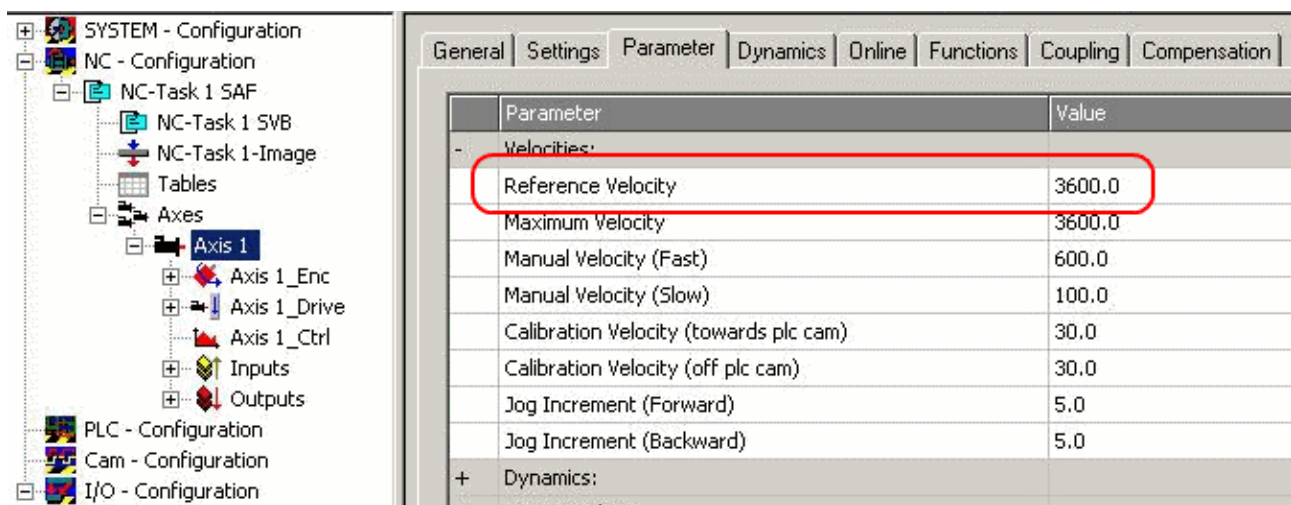 SYSTEM - Configuration
NC - Configuration
NC-Task 1 SAF
NC-Task 1 SVB
NC-Task 1-Image
Tables
Axes
Axis 1
Axis 1_Enc
Axis 1_Drive
Axis 1_Ctrl
Inputs
Outputs
PLC - Configuration
Cam - Configuration
I/O - Configuration
General Settings Parameter Dynamics Online Functions Coupling Compensation
Parameter Value
- Velocities:
Reference Velocity 3600.0
Maximum Velocity 3600.0
Manual Velocity (Fast) 600.0
Manual Velocity (Slow) 100.0
Calibration Velocity (towards plc cam) 30.0
Calibration Velocity (off plc cam) 30.0
Jog Increment (Forward) 5.0
Jog Increment (Backward) 5.0
+ Dynamics: